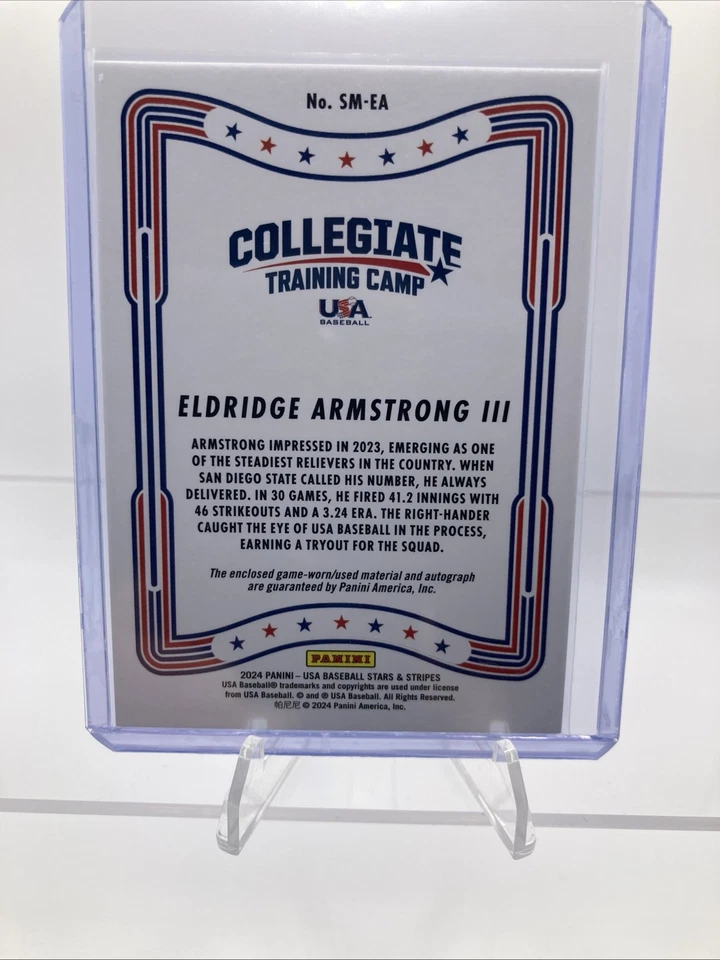 No. SM-EA
COLLEGIATE
TRAINING CAMP
USA
BASEBALL
ELDRIDGE ARMSTRONG III
ARMSTRONG IMPRESSED IN 2023, EMERGING AS ONE
OF THE STEADIEST RELIEVERS IN THE COUNTRY. WHEN
SAN DIEGO STATE CALLED HIS NUMBER, HE ALWAYS
DELIVERED. IN 30 GAMES, HE FIRED 41.2 INNINGS WITH
46 STRIKEOUTS AND A 3.24 ERA. THE RIGHT-HANDER
CAUGHT THE EYE OF USA BASEBALL IN THE PROCESS,
EARNING A TRYOUT FOR THE SQUAD.
The enclosed game-worn/used material and autograph
are guaranteed by Panini America, Inc.
PANINI
2024 PANINI – USA BASEBALL STARS & STRIPES
USA Baseball® trademarks and copyrights are used under license
from USA Baseball. © and ® USA Baseball. All Rights Reserved.
帕尼尼 © 2024 Panini America, Inc.